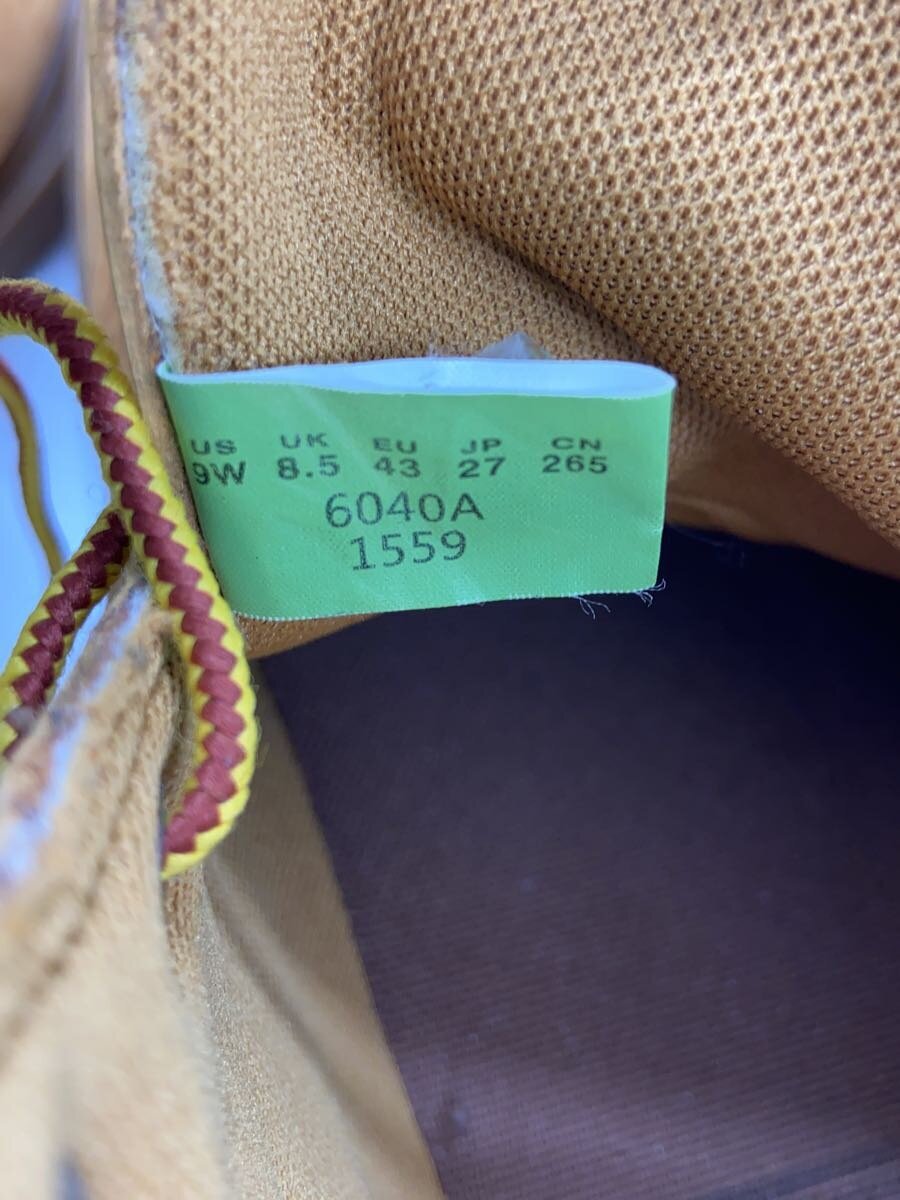 US UK EU JP CN
9W 8.5 43 27 265
6040A
1559